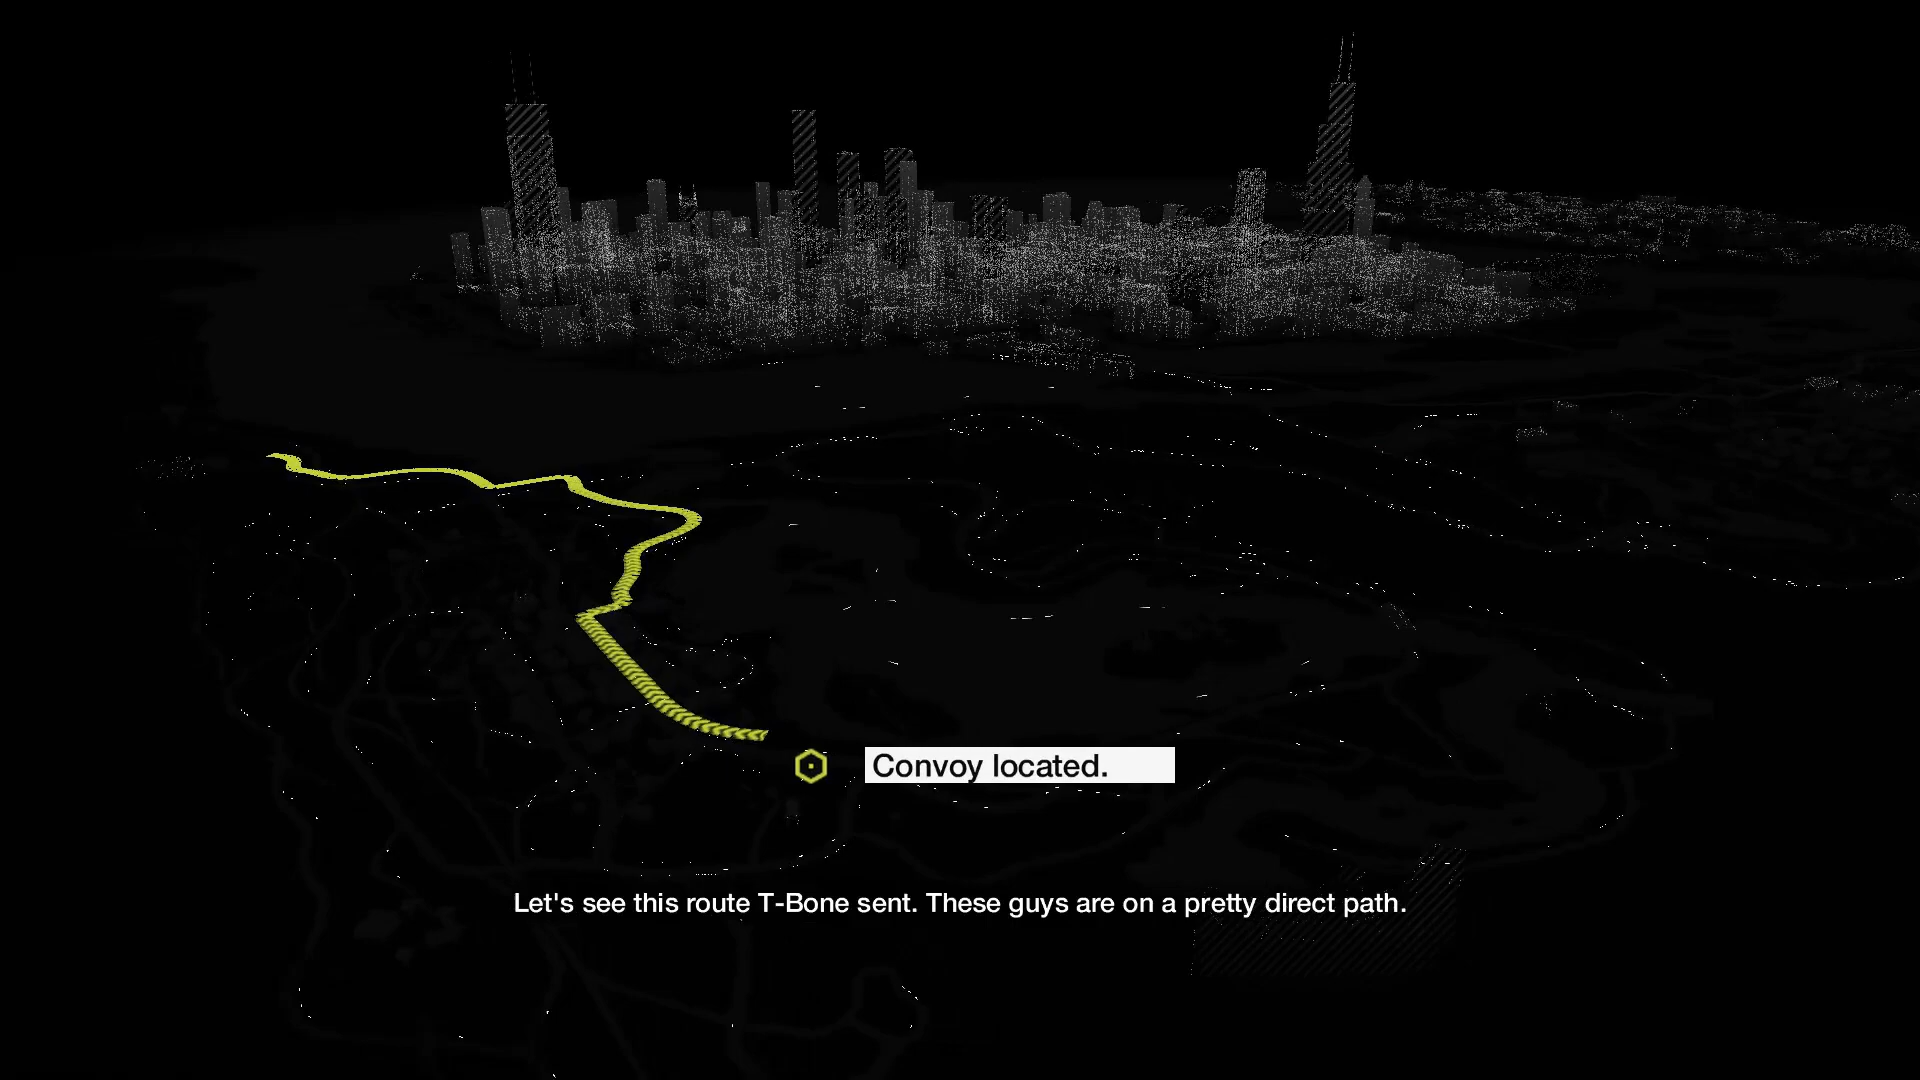 Convoy located.
Let's see this route T-Bone sent. These guys are on a pretty direct path.